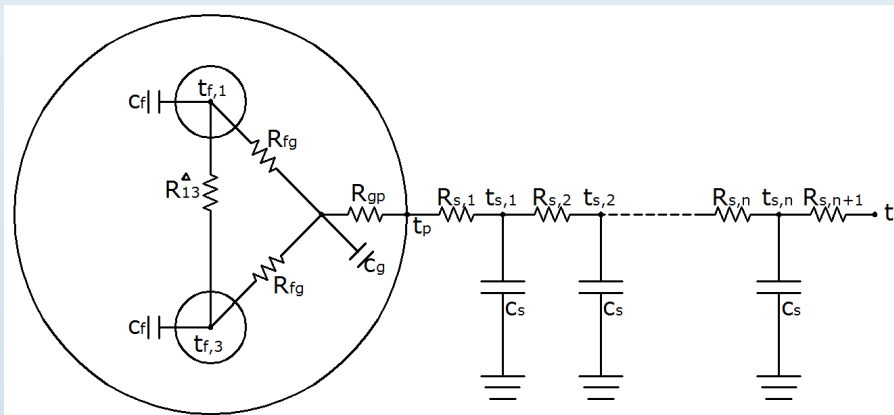 Cf
tf,1
Rfg
R13
Δ
Rgp
tp
Rs,1
ts,1
Rs,2
ts,2
Rs,n
ts,n
Rs,n+1
t
Cg
Rfg
Cf
tf,3
Cs
Cs
Cs